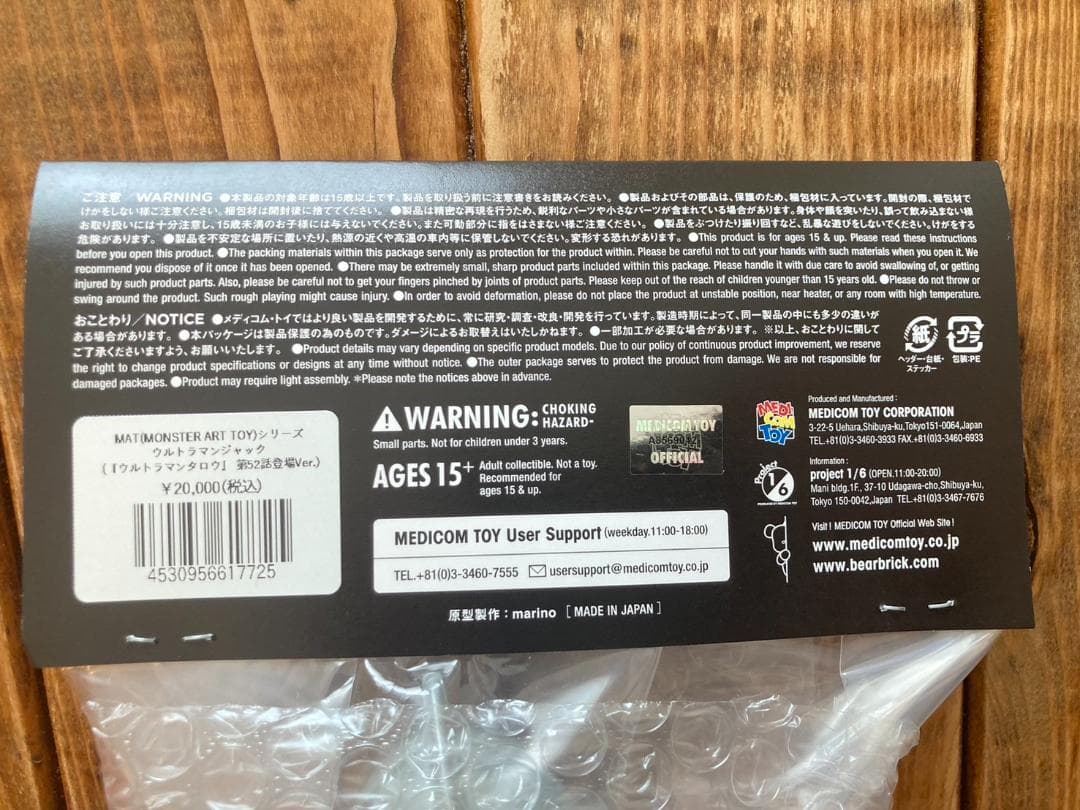 ご注意 WARNING ●本製品の対象年齢は15歳以上です。製品を取り扱う前に注意書きをお読みください。 ●製品およびその部品は、保護のため、梱包材に入っています。開封の際、梱包材で
けがをしない様ご注意ください。梱包材は開封後に捨ててください。 ●製品は精密な再現を行うため、鋭利なパーツや小さなパーツが含まれている場合があります。身体や顔を突いたり、誤って飲み込まない様
お取り扱いには十分注意し、15歳未満のお子様には与えないでください。また可動部分に指をはさまない様ご注意ください。 ●製品をぶつけたり振り回すなど、乱暴な遊びをしないでください。けがをする
危険があります。 ●製品を不安定な場所に置いたり、熱源の近くや高温の車内等に保管しないでください。変形する恐れがあります。 ●This product is for ages 15 & up. Please read these instructions
before you open this product. ●The packing materials within this package serve only as protection for the product within. Please be careful not to cut your hands with such materials when you open it. We
recommend you dispose of it once it has been opened. ●There may be extremely small, sharp product parts included within this package. Please handle it with due care to avoid swallowing of, or getting
injured by such product parts. Also, please be careful not to get your fingers pinched by joints of product parts. Please keep out of the reach of children younger than 15 years old. ●Please do not throw or
swing around the product. Such rough playing might cause injury. ●In order to avoid deformation, please do not place the product at unstable position, near heater, or any room with high temperature.
おことわり／NOTICE ●メディコム・トイではより良い製品を開発するために、常に研究・調査・改良・開発を行っています。製造時期によって、同一製品の中にも多少の違いが
ある場合があります。 ●本パッケージは製品保護の為のものです。ダメージによるお取替えはいたしかねます。 ●一部加工が必要な場合があります。 ※以上、おことわりに関して
ご了承くださいますよう、お願いいたします。 ●Product details may vary depending on specific product models. Due to our policy of continuous product improvement, we reserve
the right to change product specifications or designs at any time without notice. ●The outer package serves to protect the product from damage. We are not responsible for
damaged packages. ●Product may require light assembly. ＊Please note the notices above in advance.
紙
ヘッダー・台紙・
ステッカー
プラ
包装:PE
MAT(MONSTER ART TOY)シリーズ
ウルトラマンジャック
(『ウルトラマンタロウ』 第52話登場Ver.)
￥20,000(税込)
4530956617725
WARNING: CHOKING
HAZARD-
Small parts. Not for children under 3 years.
AGES 15+ Adult collectible. Not a toy.
Recommended for
ages 15 & up.
MEDICOM TOY
OFFICIAL
MEDICOM TOY User Support (weekday.11:00-18:00)
TEL.+81(0)3-3460-7555 usersupport@medicomtoy.co.jp
原型製作：marino [ MADE IN JAPAN ]
MEDI
COM
TOY
Produced and Manufactured :
MEDICOM TOY CORPORATION
3-22-5 Uehara,Shibuya-ku,Tokyo151-0064,Japan
TEL.+81(0)3-3460-3933 FAX.+81(0)3-3460-6933
Project
1/6
Information :
project 1/6 (OPEN.11:00-20:00)
Mani bldg.1F., 37-10 Udagawa-cho,Shibuya-ku,
Tokyo 150-0042,Japan TEL.+81(0)3-3467-7676
Visit ! MEDICOM TOY Official Web Site !
www.medicomtoy.co.jp
www.bearbrick.com